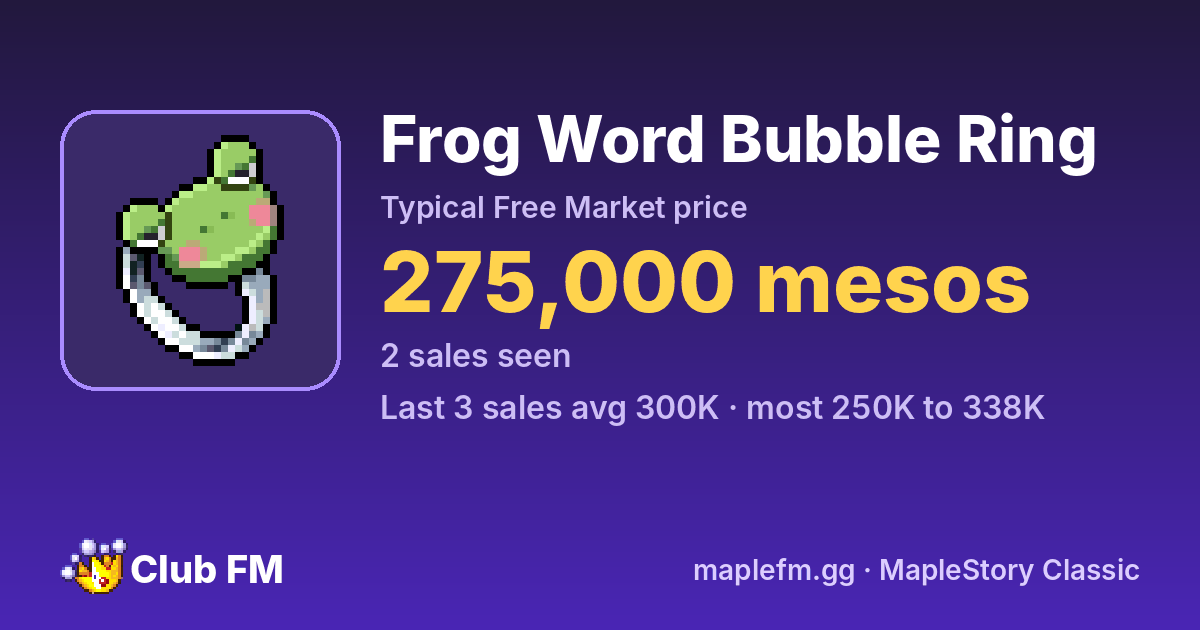 Frog Word Bubble Ring
Typical Free Market price
275,000 mesos
2 sales seen
Last 3 sales avg 300K · most 250K to 338K
Club FM
maplefm.gg · MapleStory Classic